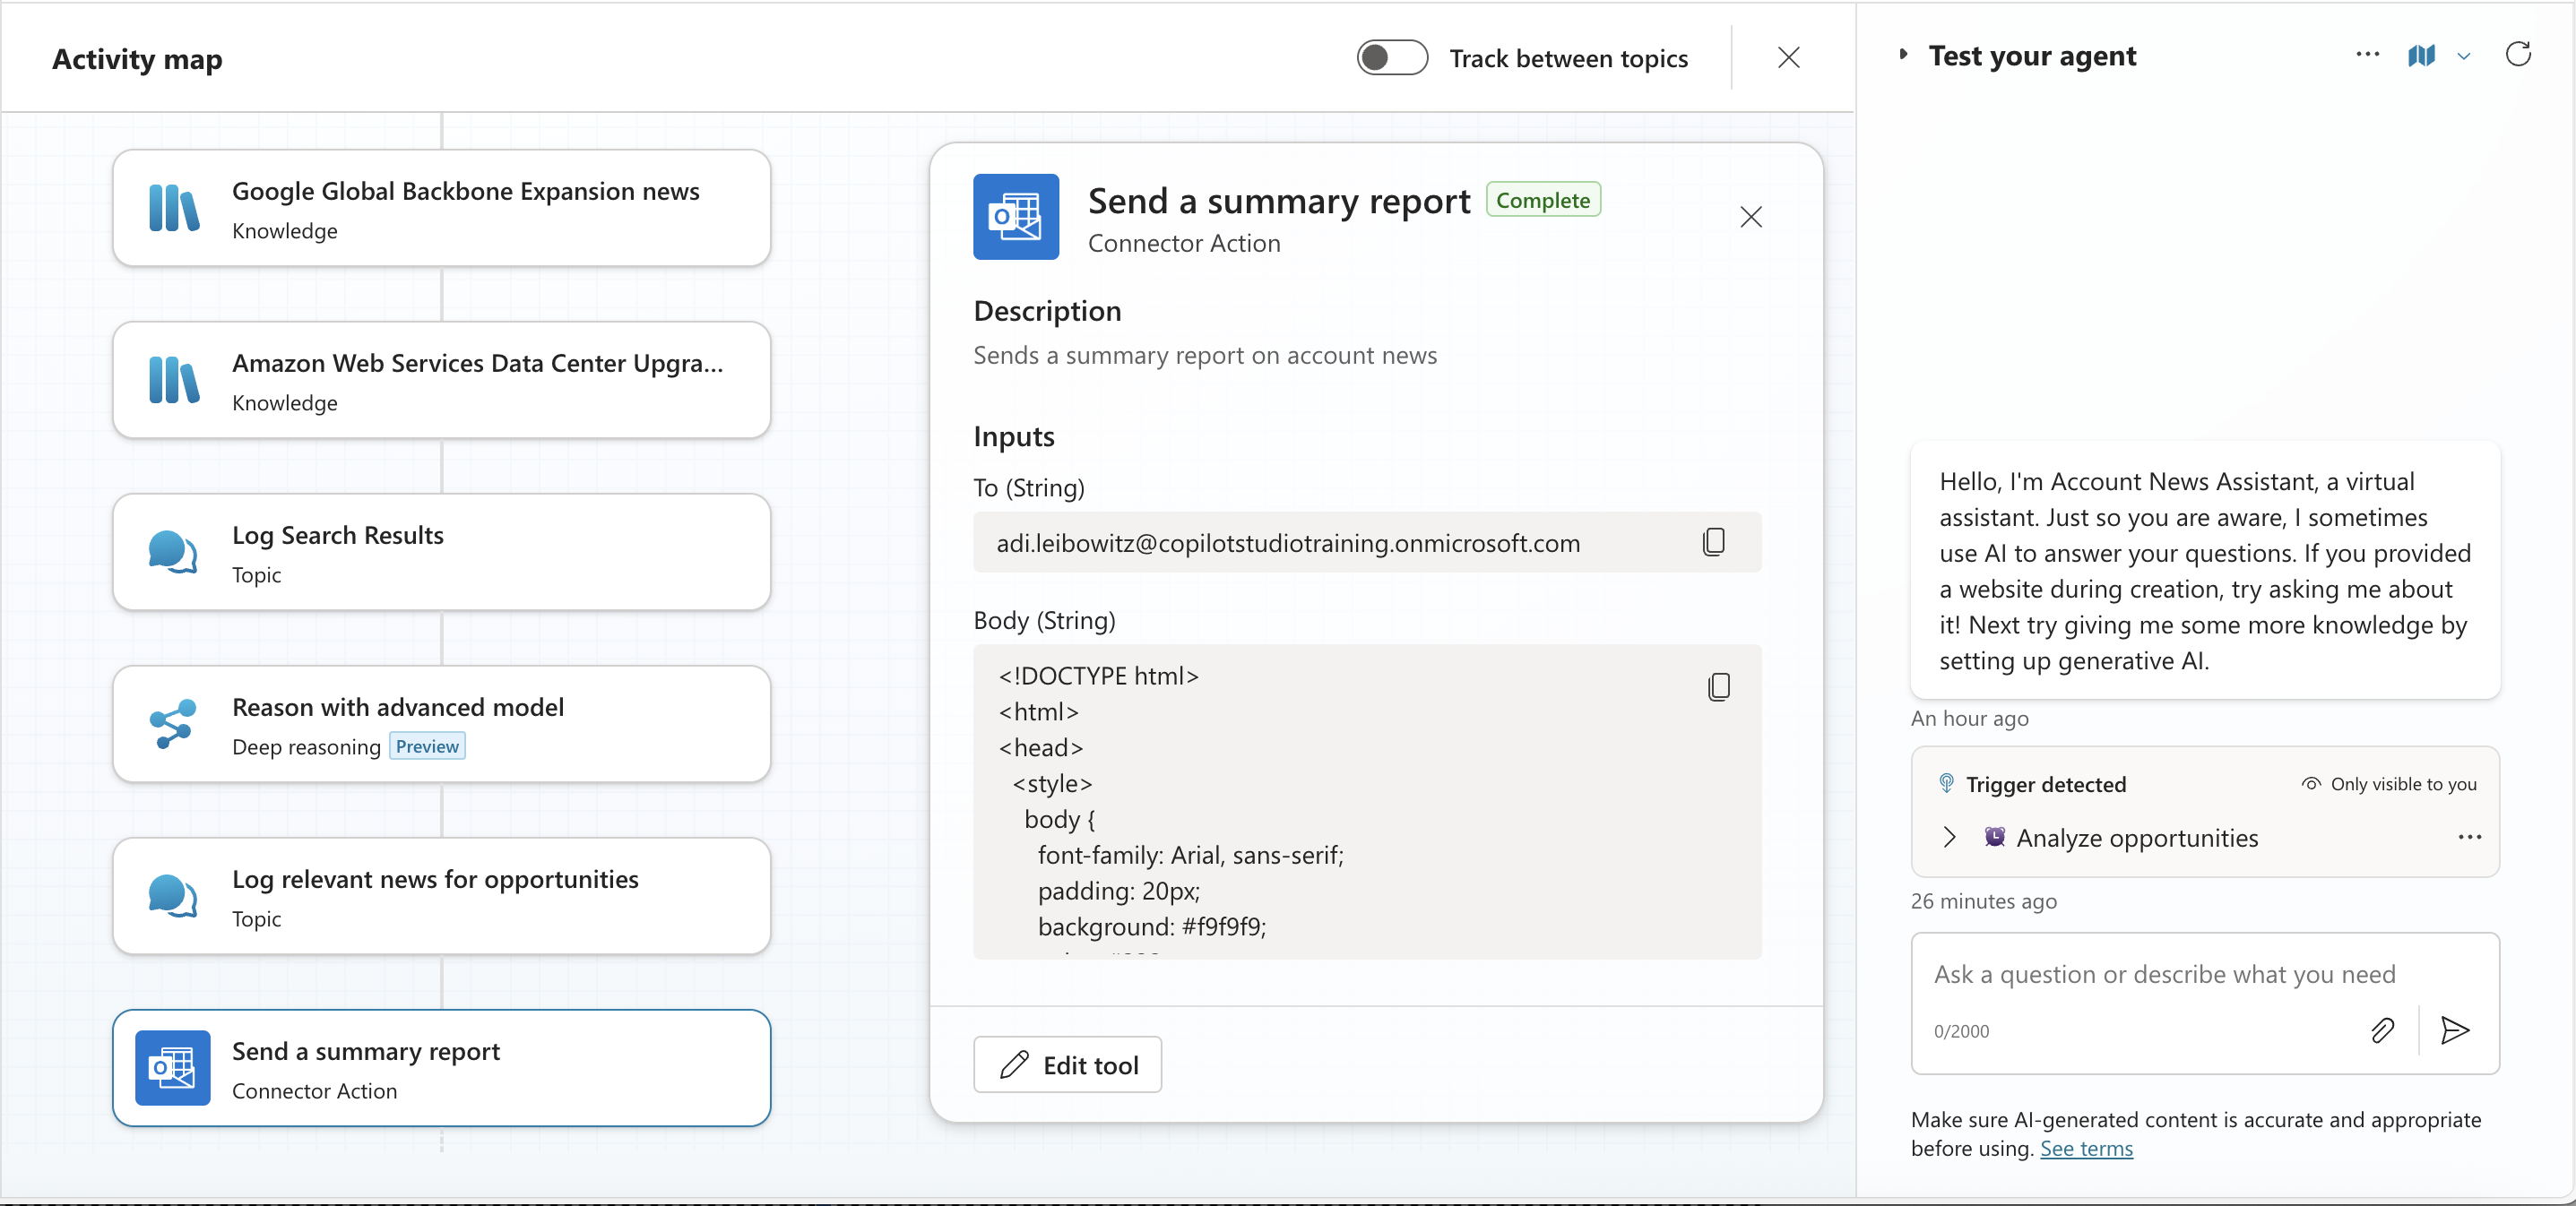 Activity map
Track between topics
Google Global Backbone Expansion news
Knowledge
Amazon Web Services Data Center Upgra...
Knowledge
Log Search Results
Topic
Reason with advanced model
Deep reasoning Preview
Log relevant news for opportunities
Topic
Send a summary report
Connector Action
Send a summary report Complete
Connector Action
Description
Sends a summary report on account news
Inputs
To (String)
adi.leibowitz@copilotstudiotraining.onmicrosoft.com
Body (String)
<!DOCTYPE html>
<html>
<head>
<style>
body {
font-family: Arial, sans-serif;
padding: 20px;
background: #f9f9f9;
Edit tool
Test your agent
Hello, I'm Account News Assistant, a virtual
assistant. Just so you are aware, I sometimes
use AI to answer your questions. If you provided
a website during creation, try asking me about
it! Next try giving me some more knowledge by
setting up generative AI.
An hour ago
Trigger detected
Only visible to you
Analyze opportunities
26 minutes ago
Ask a question or describe what you need
0/2000
Make sure AI-generated content is accurate and appropriate
before using. See terms